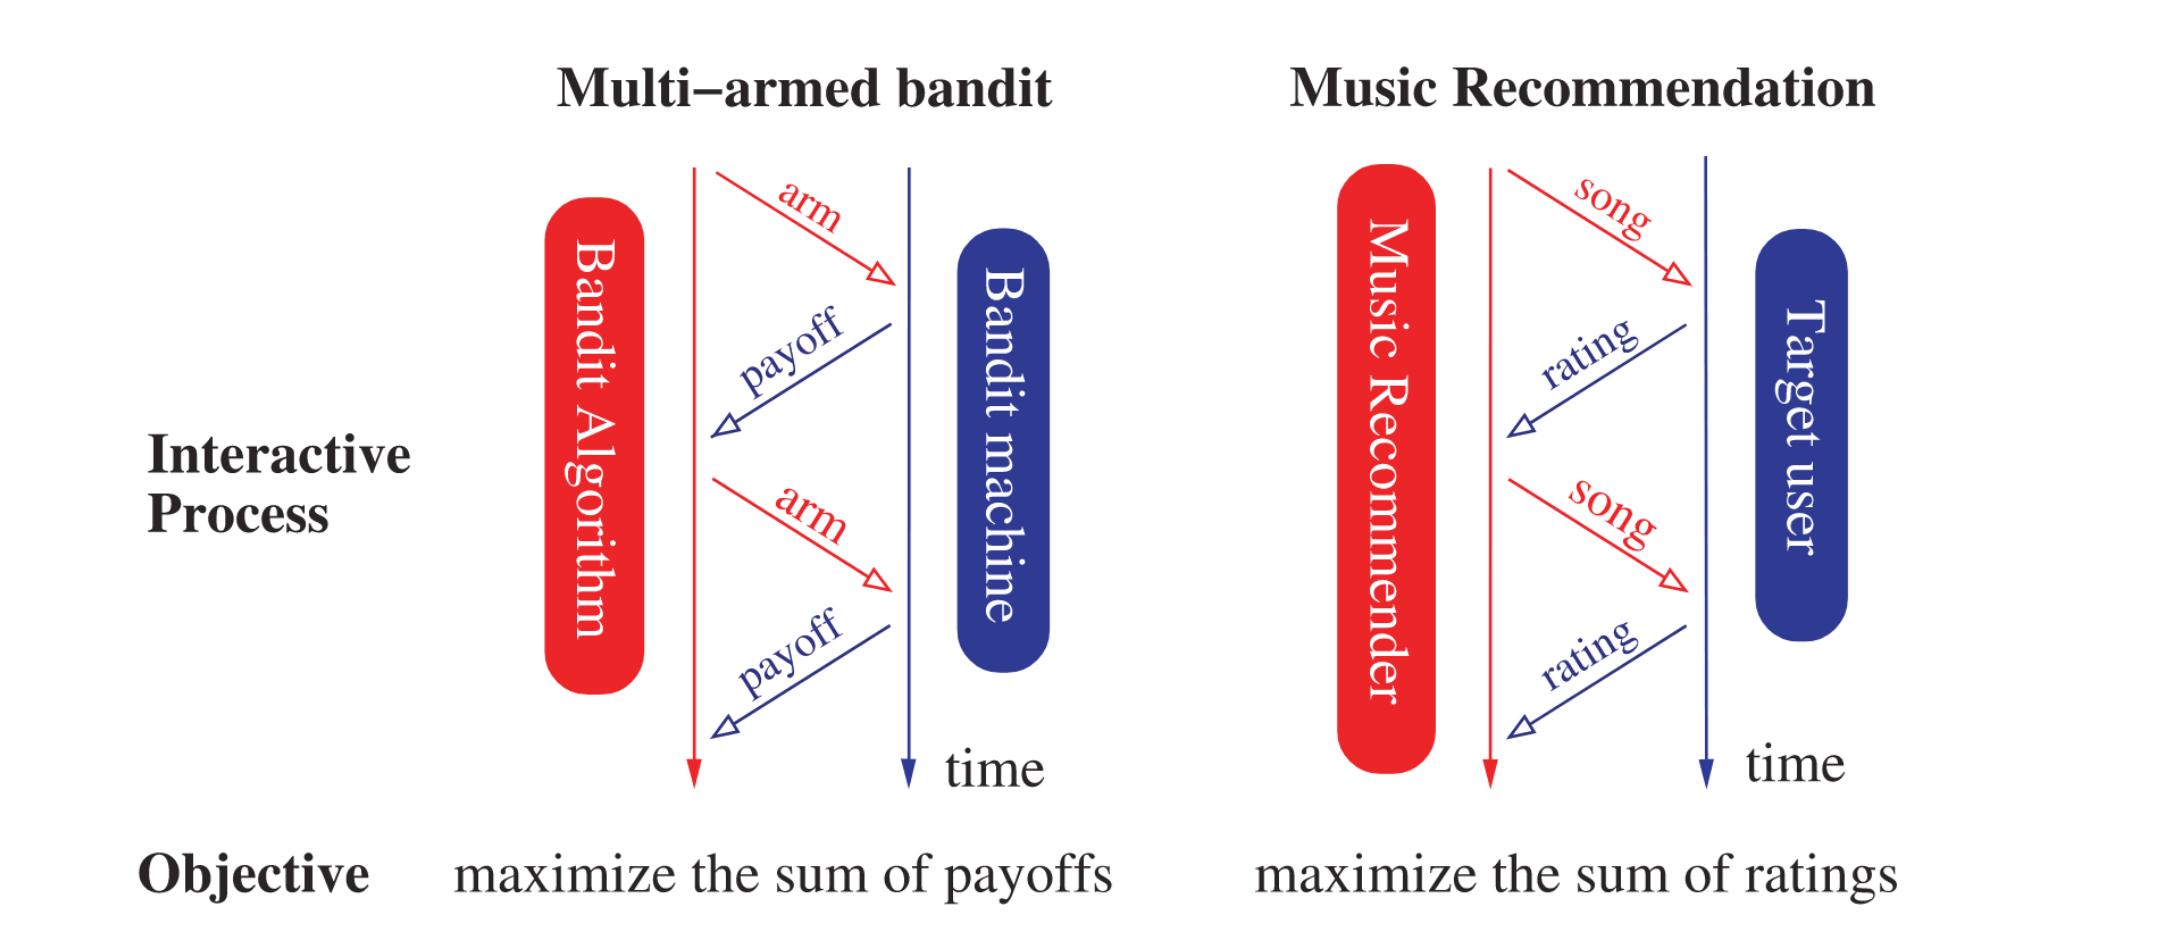 Multi–armed bandit
Music Recommendation
Interactive
Process
Bandit Algorithm
arm
payoff
arm
payoff
Bandit machine
time
Music Recommender
song
rating
song
rating
Target user
time
Objective
maximize the sum of payoffs
maximize the sum of ratings